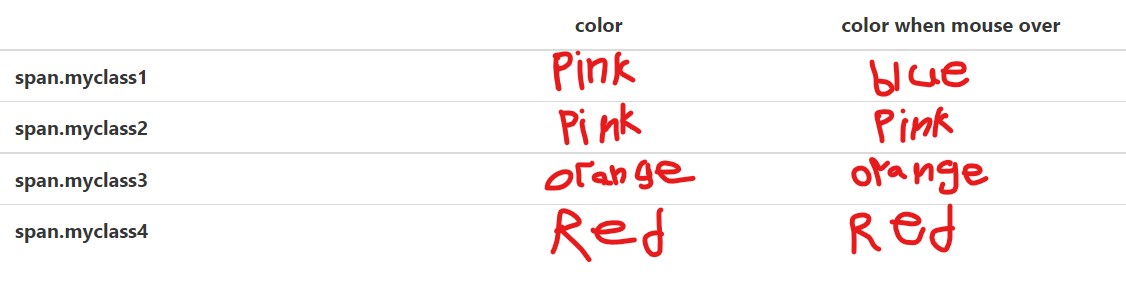 color color when mouse over
span.myclass1 Pink blue
span.myclass2 Pink Pink
span.myclass3 orange orange
span.myclass4 Red Red